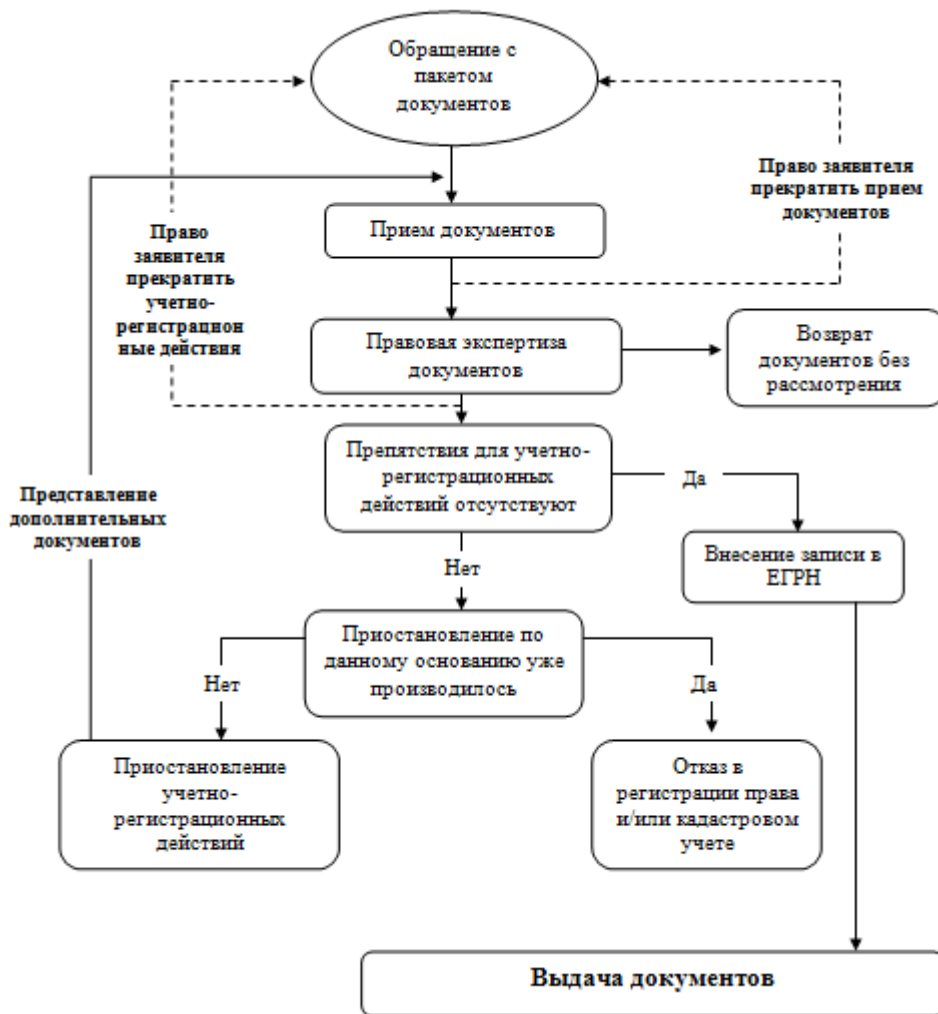 Обращение с
пакетом
документов
Право заявителя
прекратить прием
документов
Прием документов
Право
заявителя
прекратить
учетно-
регистрацион
ные действия
Правовая экспертиза
документов
Возврат
документов без
рассмотрения
Препятствия для учетно-
регистрационных
действий отсутствуют
Да
Представление
дополнительных
документов
Внесение записи в
ЕГРН
Нет
Приостановление по
данному основанию уже
производилось
Нет
Да
Приостановление
учетно-
регистрационных
действий
Отказ в
регистрации права
и/или кадастровом
учете
Выдача документов